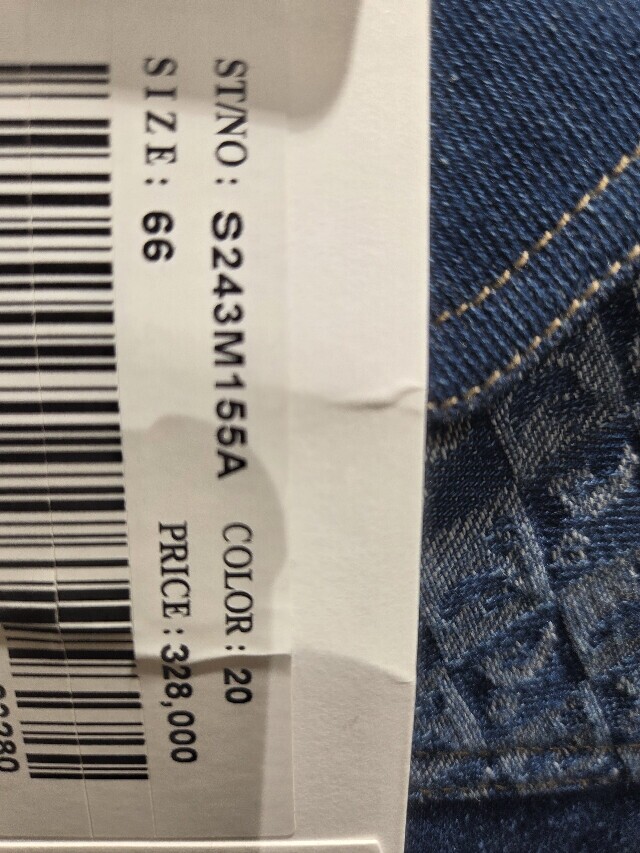 ST/NO : S243M155A COLOR : 20
SIZE : 66 PRICE : 328,000